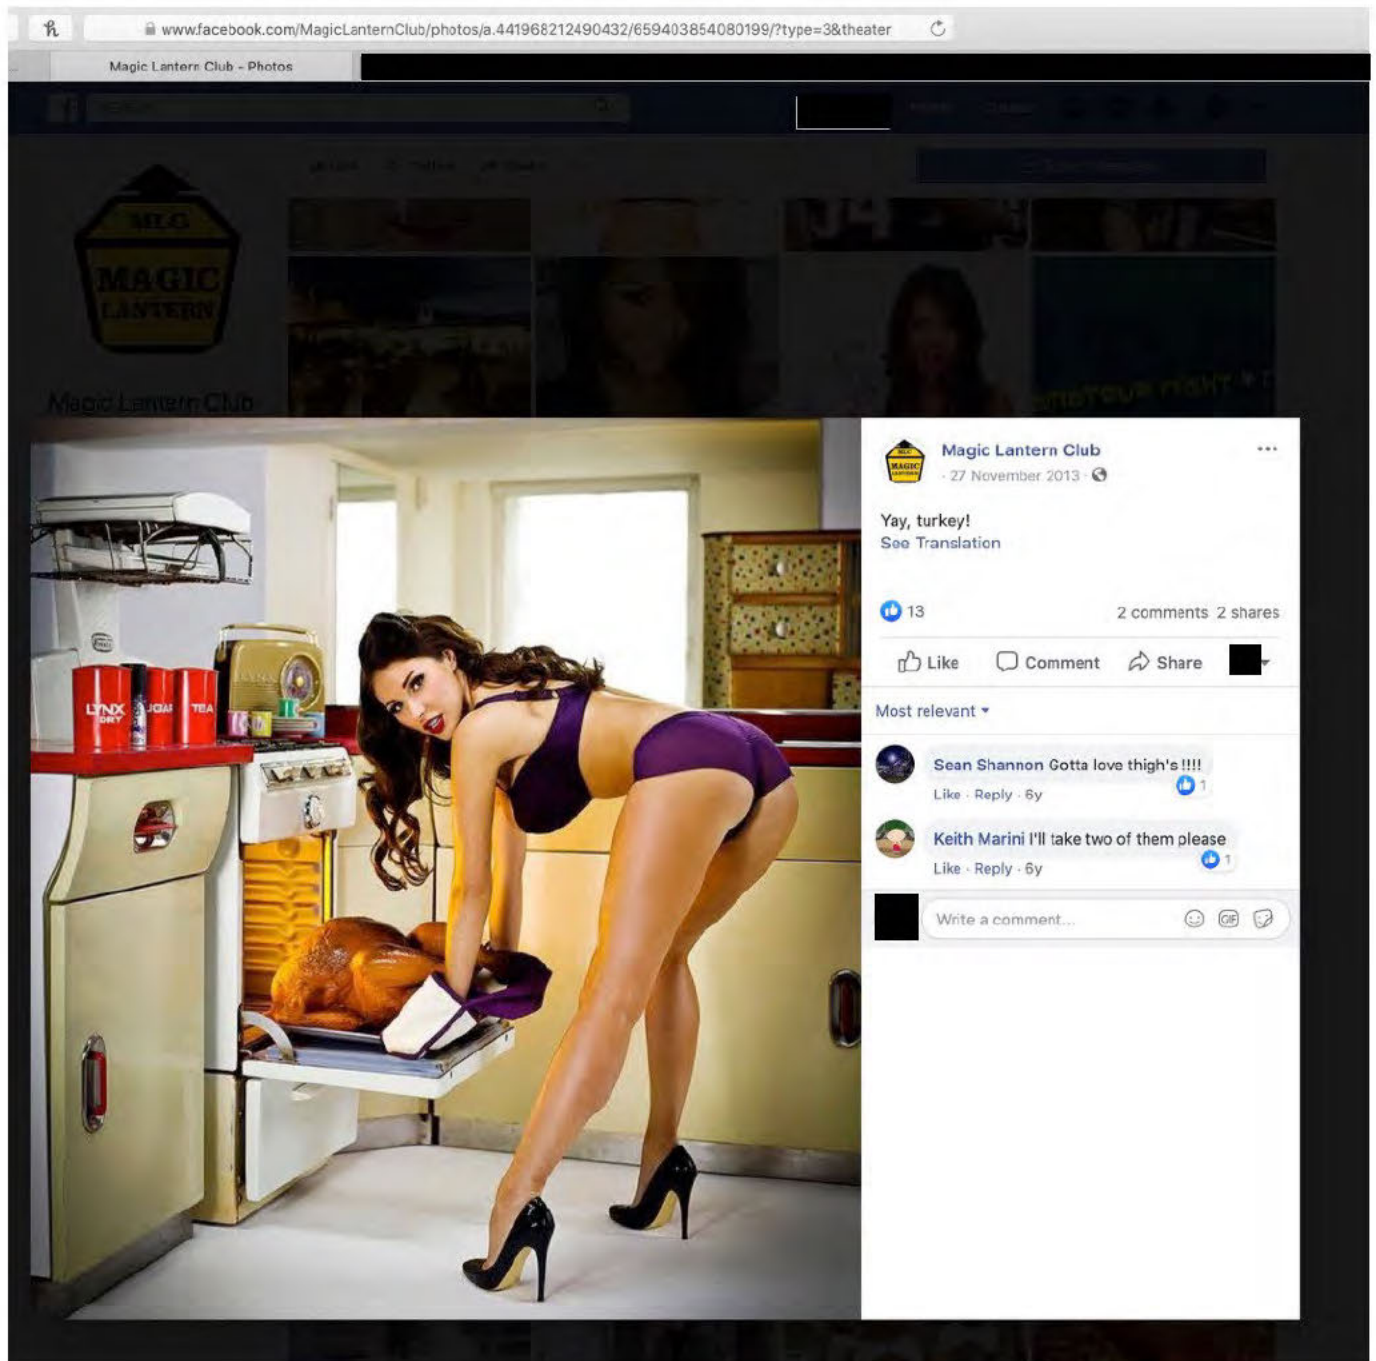 www.facebook.com/MagicLanternClub/photos/a.441968212490432/659403854080199/?type=3&theater
Magic Lantern Club - Photos
MLC
MAGIC
LANTERN
Magic Lantern Club
LYNX
DRY
TEA
Magic Lantern Club
· 27 November 2013 ·
Yay, turkey!
See Translation
13
2 comments 2 shares
Like Comment Share
Most relevant
Sean Shannon Gotta love thigh's !!!!
1
Like · Reply · 6y
Keith Marini I'll take two of them please
1
Like · Reply · 6y
Write a comment...
GIF